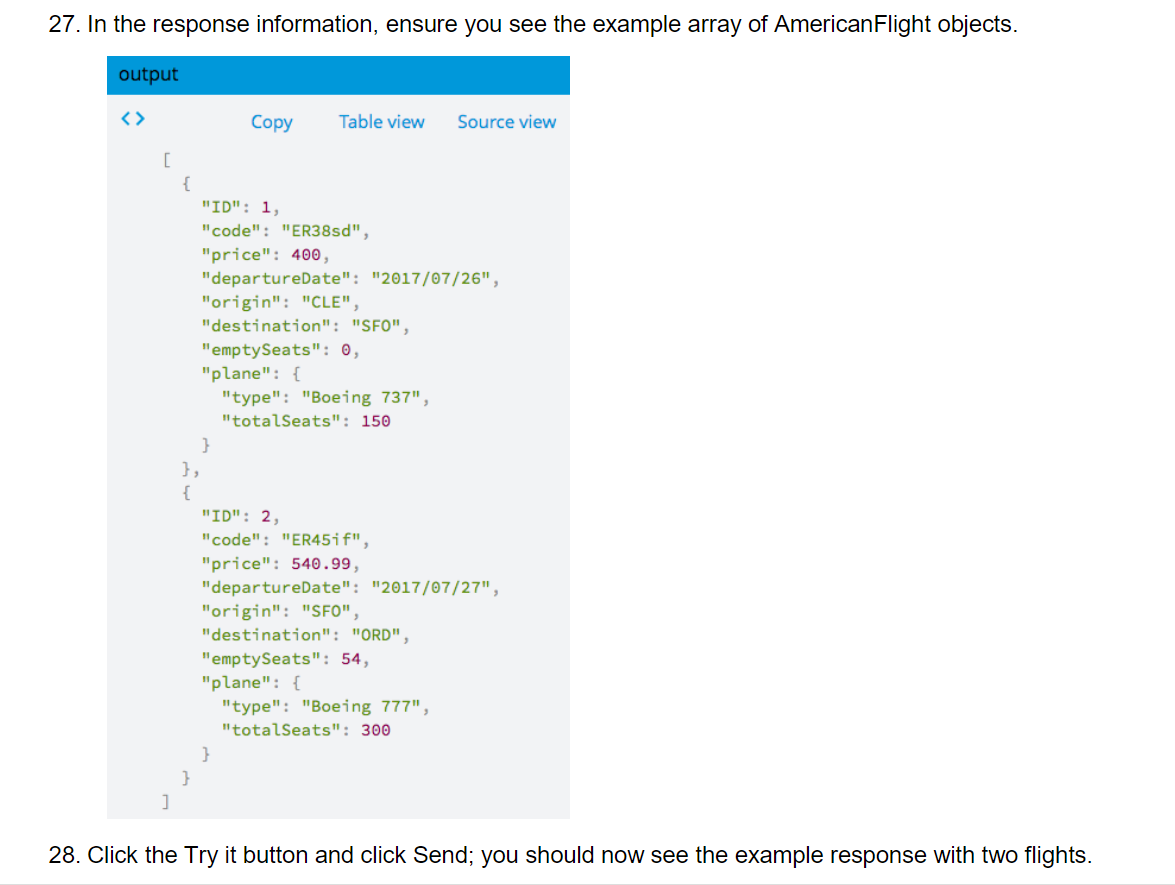 27. In the response information, ensure you see the example array of AmericanFlight objects.
output
<> Copy Table view Source view
[
{
"ID": 1,
"code": "ER38sd",
"price": 400,
"departureDate": "2017/07/26",
"origin": "CLE",
"destination": "SFO",
"emptySeats": 0,
"plane": {
"type": "Boeing 737",
"totalSeats": 150
}
},
{
"ID": 2,
"code": "ER45if",
"price": 540.99,
"departureDate": "2017/07/27",
"origin": "SFO",
"destination": "ORD",
"emptySeats": 54,
"plane": {
"type": "Boeing 777",
"totalSeats": 300
}
}
]
28. Click the Try it button and click Send; you should now see the example response with two flights.